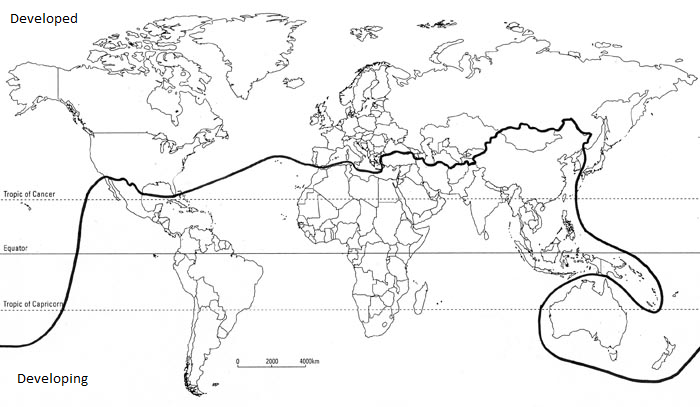 Developed
Tropic of Cancer
Equator
Tropic of Capricorn
0 2000 4000km
Developing